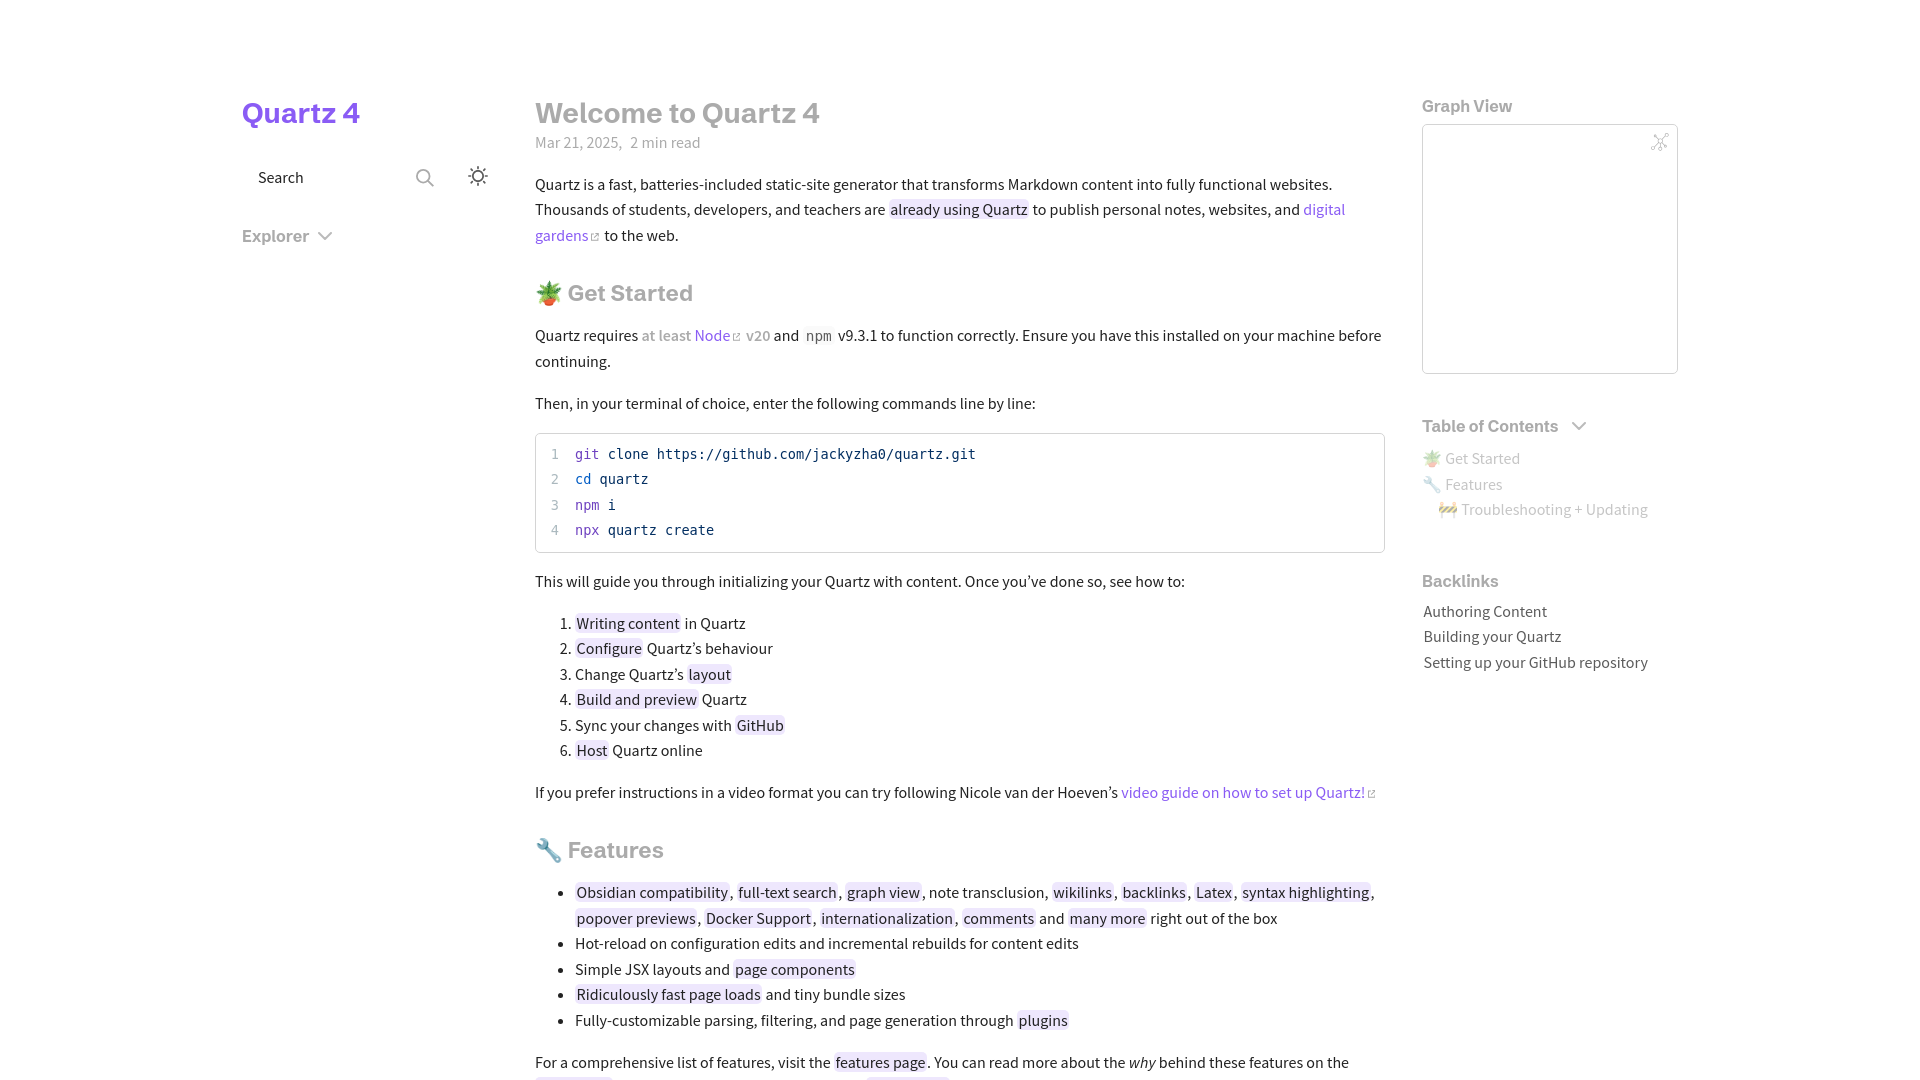 Quartz 4
Search
Explorer
Welcome to Quartz 4
Mar 21, 2025, 2 min read
Quartz is a fast, batteries-included static-site generator that transforms Markdown content into fully functional websites.
Thousands of students, developers, and teachers are already using Quartz to publish personal notes, websites, and digital
gardens to the web.
🪴 Get Started
Quartz requires at least Node v20 and npm v9.3.1 to function correctly. Ensure you have this installed on your machine before
continuing.
Then, in your terminal of choice, enter the following commands line by line:
1 git clone https://github.com/jackyzha0/quartz.git
2 cd quartz
3 npm i
4 npx quartz create
This will guide you through initializing your Quartz with content. Once you’ve done so, see how to:
1. Writing content in Quartz
2. Configure Quartz’s behaviour
3. Change Quartz’s layout
4. Build and preview Quartz
5. Sync your changes with GitHub
6. Host Quartz online
If you prefer instructions in a video format you can try following Nicole van der Hoeven’s video guide on how to set up Quartz!
🔧 Features
• Obsidian compatibility, full-text search, graph view, note transclusion, wikilinks, backlinks, Latex, syntax highlighting,
popover previews, Docker Support, internationalization, comments and many more right out of the box
• Hot-reload on configuration edits and incremental rebuilds for content edits
• Simple JSX layouts and page components
• Ridiculously fast page loads and tiny bundle sizes
• Fully-customizable parsing, filtering, and page generation through plugins
For a comprehensive list of features, visit the features page. You can read more about the why behind these features on the
Graph View
Table of Contents
🪴 Get Started
🔧 Features
🚧 Troubleshooting + Updating
Backlinks
Authoring Content
Building your Quartz
Setting up your GitHub repository